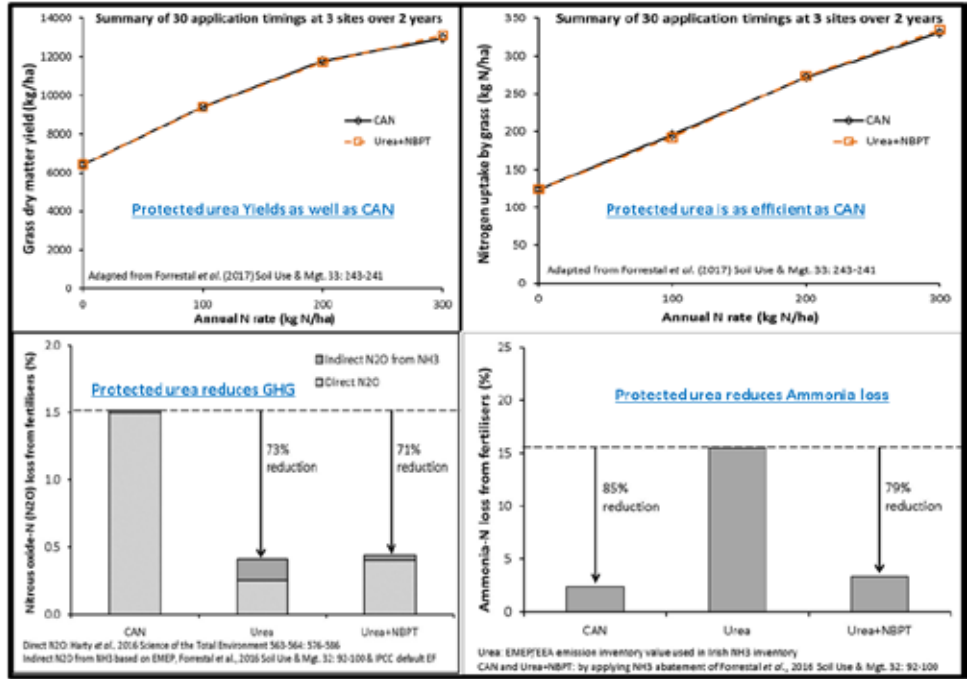 Summary of 30 application timings at 3 sites over 2 years
Grass dry matter yield (kg/ha)
14000
12000
10000
8000
6000
4000
2000
0
CAN
Urea+NBPT
Protected urea Yields as well as CAN
Adapted from Forrestal et al. (2017) Soil Use & Mgt. 33: 243-241
0 100 200 300
Annual N rate (kg N/ha)
Summary of 30 application timings at 3 sites over 2 years
Nitrogen uptake by grass (kg N/ha)
350
300
250
200
150
100
50
0
CAN
Urea+NBPT
Protected urea is as efficient as CAN
Adapted from Forrestal et al. (2017) Soil Use & Mgt. 33: 243-241
0 100 200 300
Annual N rate (kg N/ha)
Nitrous oxide-N (N2O) loss from fertilisers (%)
2.0
1.5
1.0
0.5
0.0
Indirect N2O from NH3
Direct N2O
Protected urea reduces GHG
73%
reduction
71%
reduction
CAN Urea Urea+NBPT
Direct N2O: Harty et al., 2016 Science of the Total Environment 563-564: 576-586
Indirect N2O from NH3 based on EMEP, Forrestal et al., 2016 Soil Use & Mgt. 32: 92-100 & IPCC default EF
Ammonia-N loss from fertilisers (%)
25
20
15
10
5
0
Protected urea reduces Ammonia loss
85%
reduction
79%
reduction
CAN Urea Urea+NBPT
Urea: EMEP/EEA emission inventory value used in Irish NH3 inventory
CAN and Urea+NBPT: by applying NH3 abatement of Forrestal et al., 2016 Soil Use & Mgt. 32: 92-100